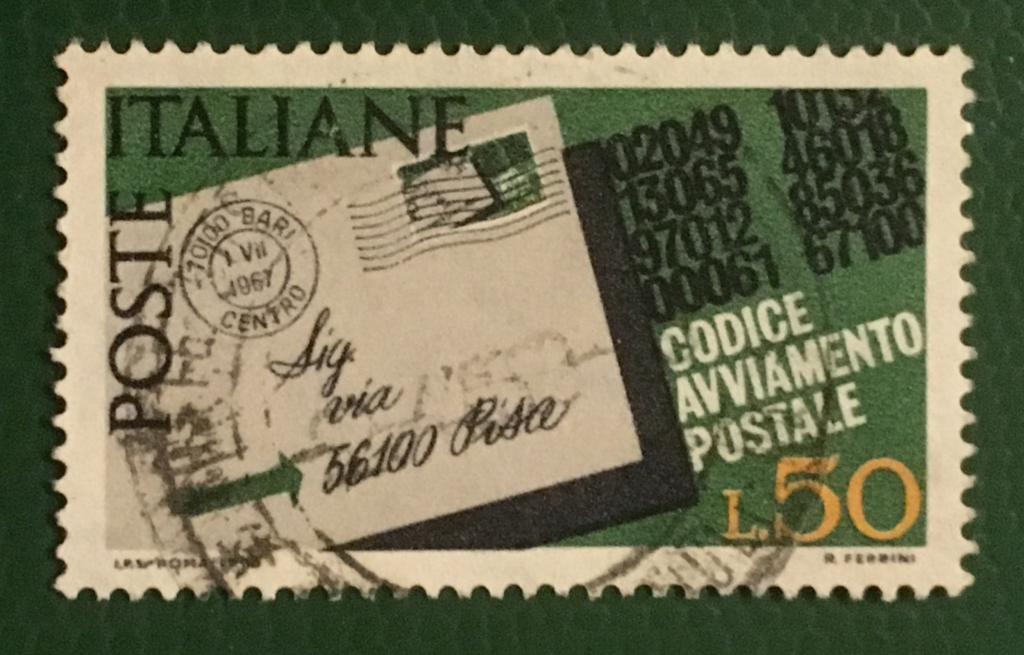 ITALIANE
POSTE
70100 BARI
1 VII
1967
CENTRO
Sig.
via
56100 Pisa
02049
13065
97012
00061
10152
46018
85036
67100
CODICE
AVVIAMENTO
POSTALE
L.50
R. FERRINI